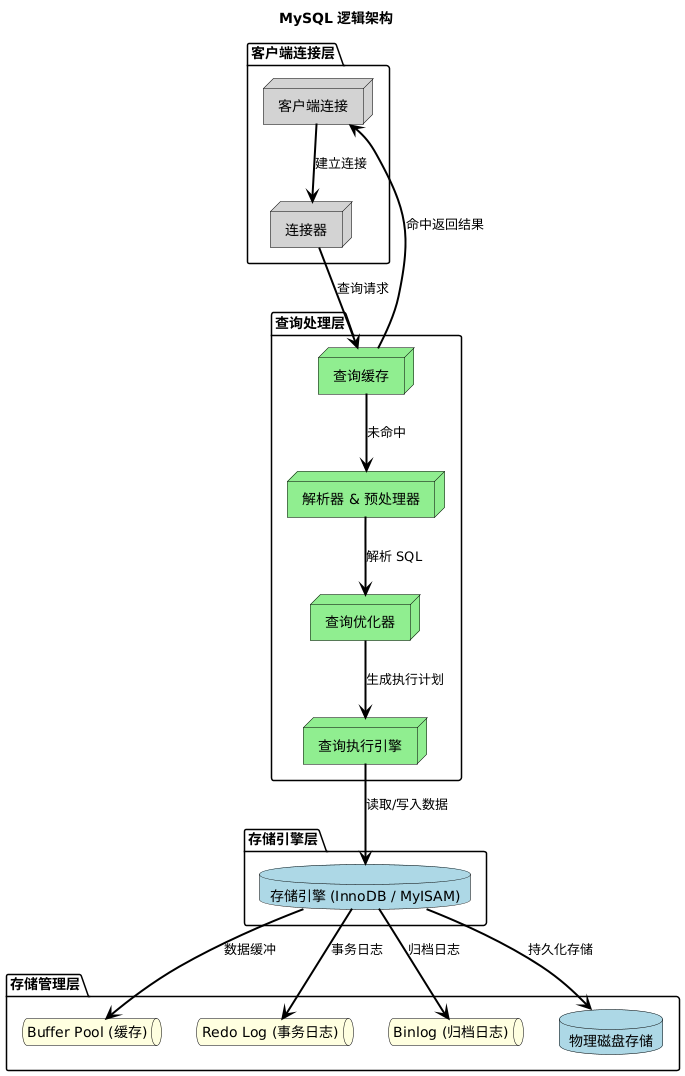 MySQL 逻辑架构
客户端连接层
客户端连接
建立连接
连接器
命中返回结果
查询请求
查询处理层
查询缓存
未命中
解析器 & 预处理器
解析 SQL
查询优化器
生成执行计划
查询执行引擎
读取/写入数据
存储引擎层
存储引擎 (InnoDB / MyISAM)
数据缓冲
事务日志
归档日志
持久化存储
存储管理层
Buffer Pool (缓存)
Redo Log (事务日志)
Binlog (归档日志)
物理磁盘存储